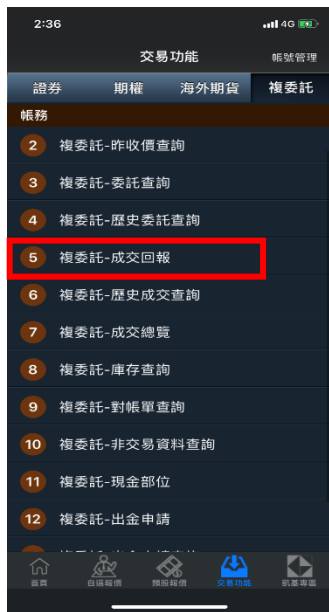 2:36
4G
交易功能
帳號管理
證券 期權 海外期貨 複委託
帳務
2 複委託-昨收價查詢
3 複委託-委託查詢
4 複委託-歷史委託查詢
5 複委託-成交回報
6 複委託-歷史成交查詢
7 複委託-成交總覽
8 複委託-庫存查詢
9 複委託-對帳單查詢
10 複委託-非交易資料查詢
11 複委託-現金部位
12 複委託-出金申請
首頁 自選報價 預設報價 交易功能 凱基專區